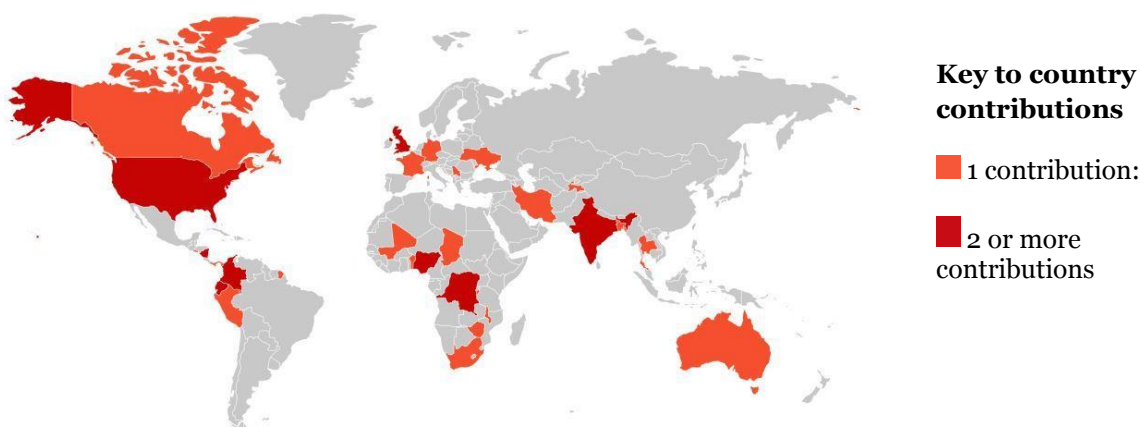 Key to country
contributions
1 contribution:
2 or more
contributions